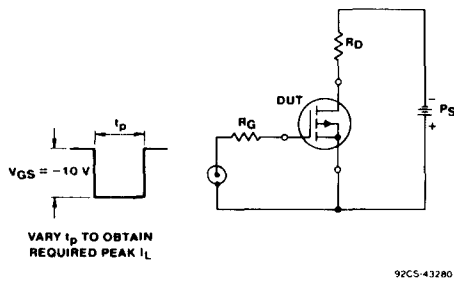 R_D
DUT
R_G
P_S
−
+
t_p
V_GS = −10 V
VARY t_p TO OBTAIN
REQUIRED PEAK I_L
92CS-43280